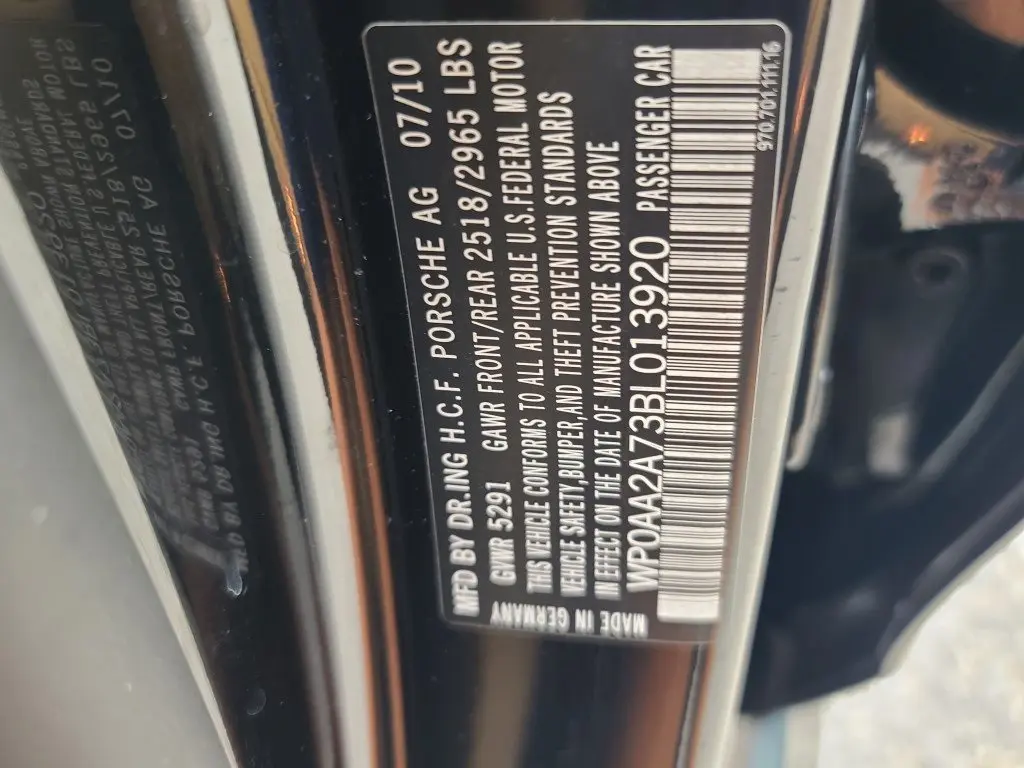 MFD BY DR.ING H.C.F. PORSCHE AG 07/10
GVWR 5291 GAWR FRONT/REAR 2518/2965 LBS
THIS VEHICLE CONFORMS TO ALL APPLICABLE U.S.FEDERAL MOTOR
VEHICLE SAFETY,BUMPER,AND THEFT PREVENTION STANDARDS
IN EFFECT ON THE DATE OF MANUFACTURE SHOWN ABOVE
WP0AA2A73BL013920 PASSENGER CAR
MADE IN GERMANY
970.701.111.16